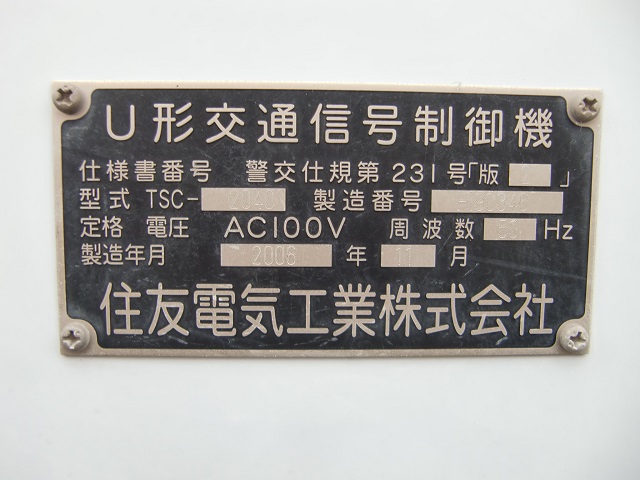 U形交通信号制御機
仕様書番号 警交仕規第231号「版 」
型式 TSC- 製造番号
定格 電圧 AC100V 周波数 Hz
製造年月 2006 年 11 月
住友電気工業株式会社